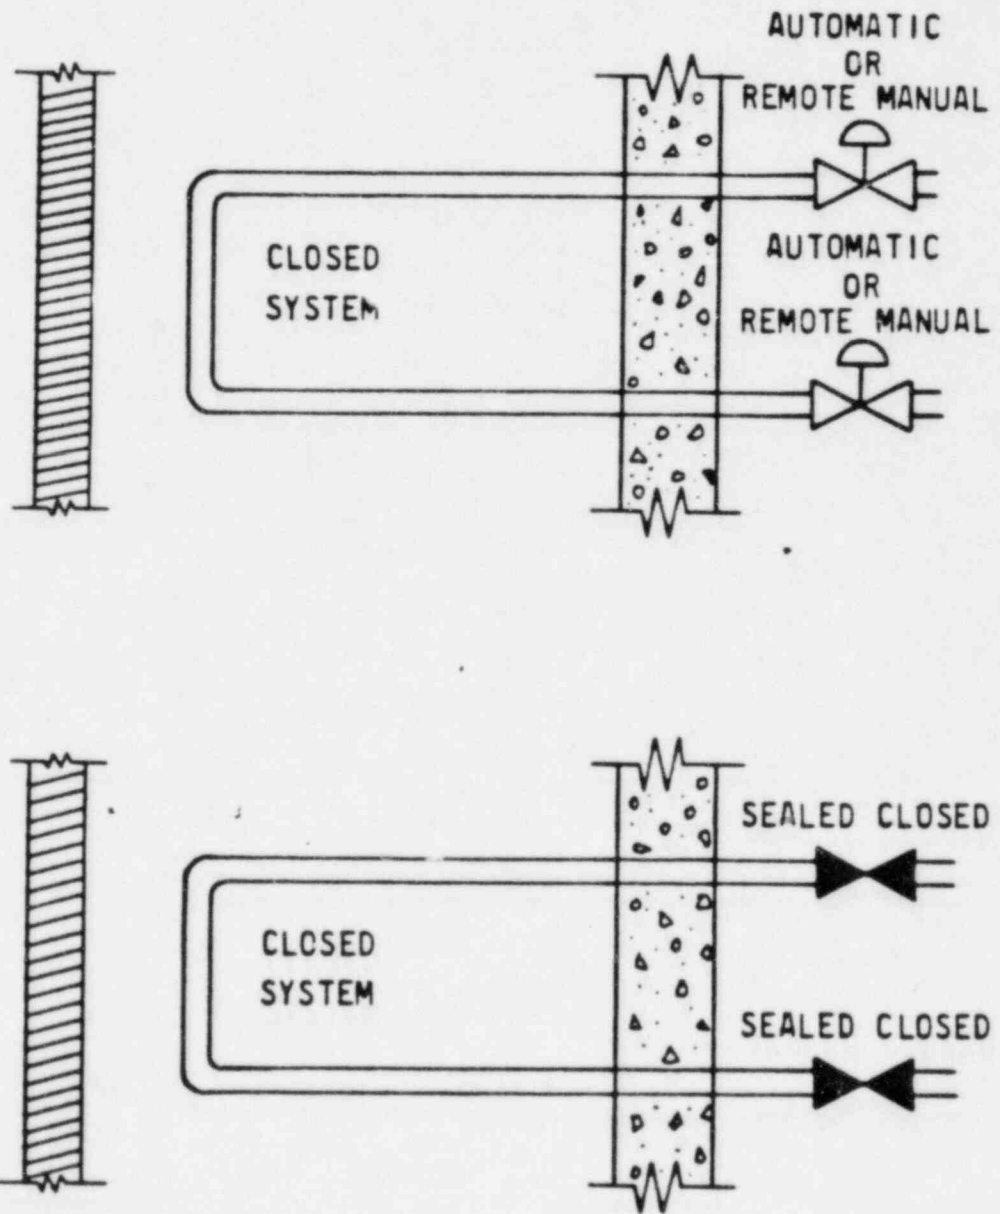 AUTOMATIC
OR
REMOTE MANUAL
CLOSED
SYSTEM
AUTOMATIC
OR
REMOTE MANUAL
SEALED CLOSED
CLOSED
SYSTEM
SEALED CLOSED